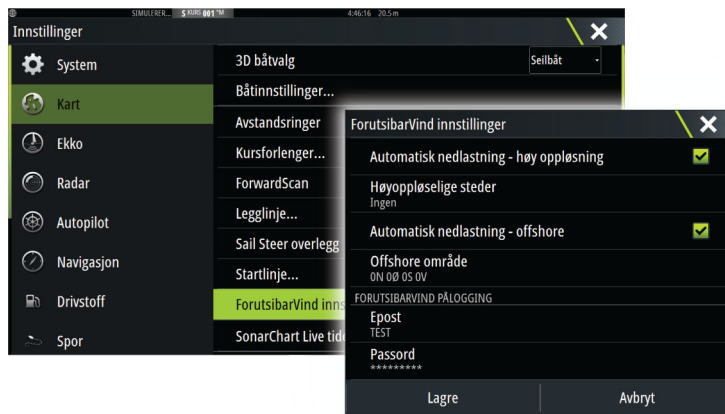 SIMULERER... S KURS 001 °M 4:46:16 20.5 m
Innstillinger
System
Kart
Ekko
Radar
Autopilot
Navigasjon
Drivstoff
Spor
3D båtvalg Seilbåt
Båtinnstillinger...
Avstandsringer
Kursforlenger...
ForwardScan
Legglinje...
Sail Steer overlegg
Startlinje...
ForutsibarVind inns
SonarChart Live tide
ForutsibarVind innstillinger
Automatisk nedlastning - høy oppløsning
Høyoppløselige steder
Ingen
Automatisk nedlastning - offshore
Offshore område
0N 0Ø 0S 0V
FORUTSIBARVIND PÅLOGGING
Epost
TEST
Passord
*********
Lagre Avbryt